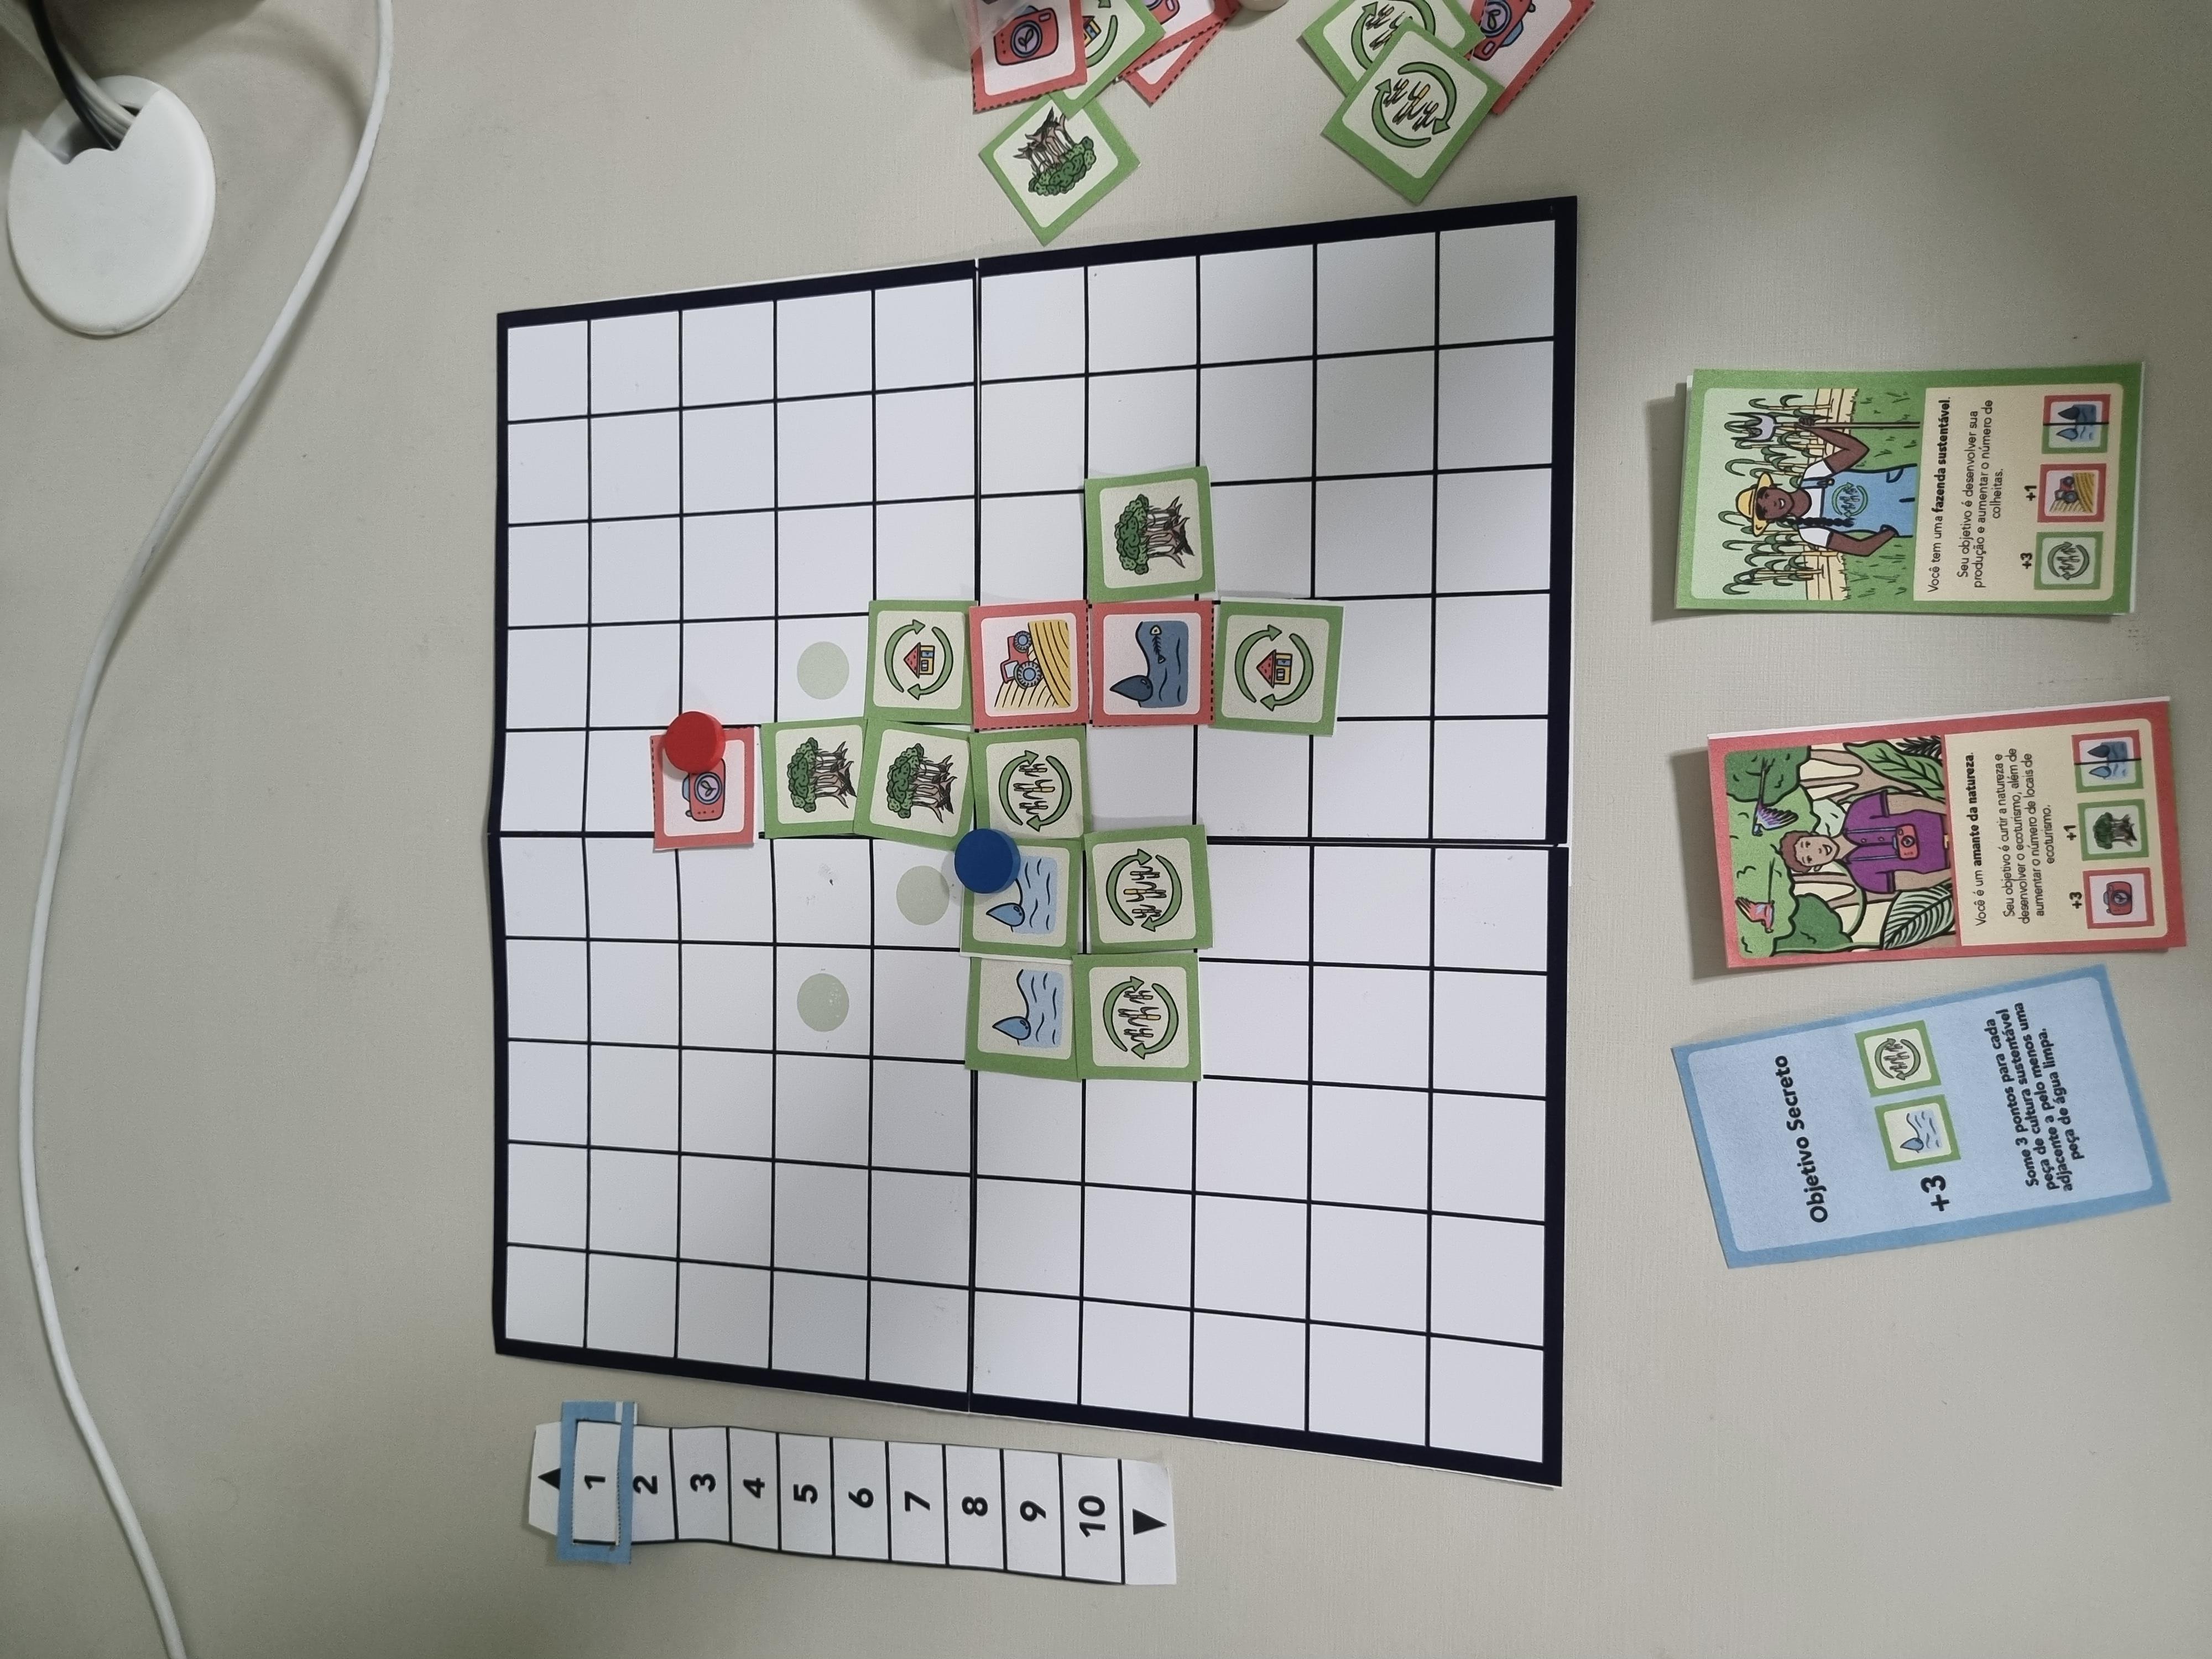 Você tem uma fazenda sustentável.
Seu objetivo é desenvolver sua
produção e aumentar o número de
colheitas.
+3
+1
Você é um amante da natureza.
Seu objetivo é curtir a natureza e
desenvolver o ecoturismo, além de
aumentar o número de locais de
ecoturismo.
+3
+1
Objetivo Secreto
+3
Some 3 pontos para cada
peça de cultura sustentável
adjacente a pelo menos uma
peça de água limpa.
1
2
3
4
5
6
7
8
9
10